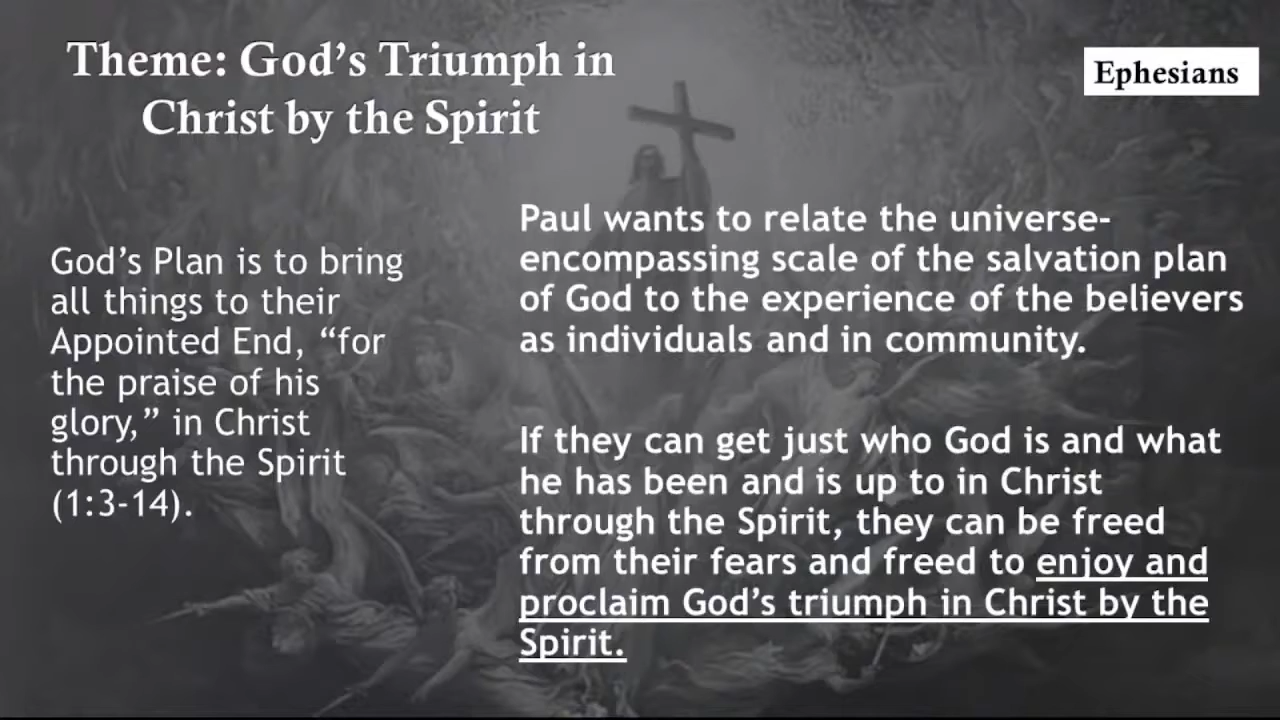 Theme: God’s Triumph in
Christ by the Spirit
Ephesians
God’s Plan is to bring
all things to their
Appointed End, “for
the praise of his
glory,” in Christ
through the Spirit
(1:3-14).
Paul wants to relate the universe-
encompassing scale of the salvation plan
of God to the experience of the believers
as individuals and in community.
If they can get just who God is and what
he has been and is up to in Christ
through the Spirit, they can be freed
from their fears and freed to enjoy and
proclaim God’s triumph in Christ by the
Spirit.